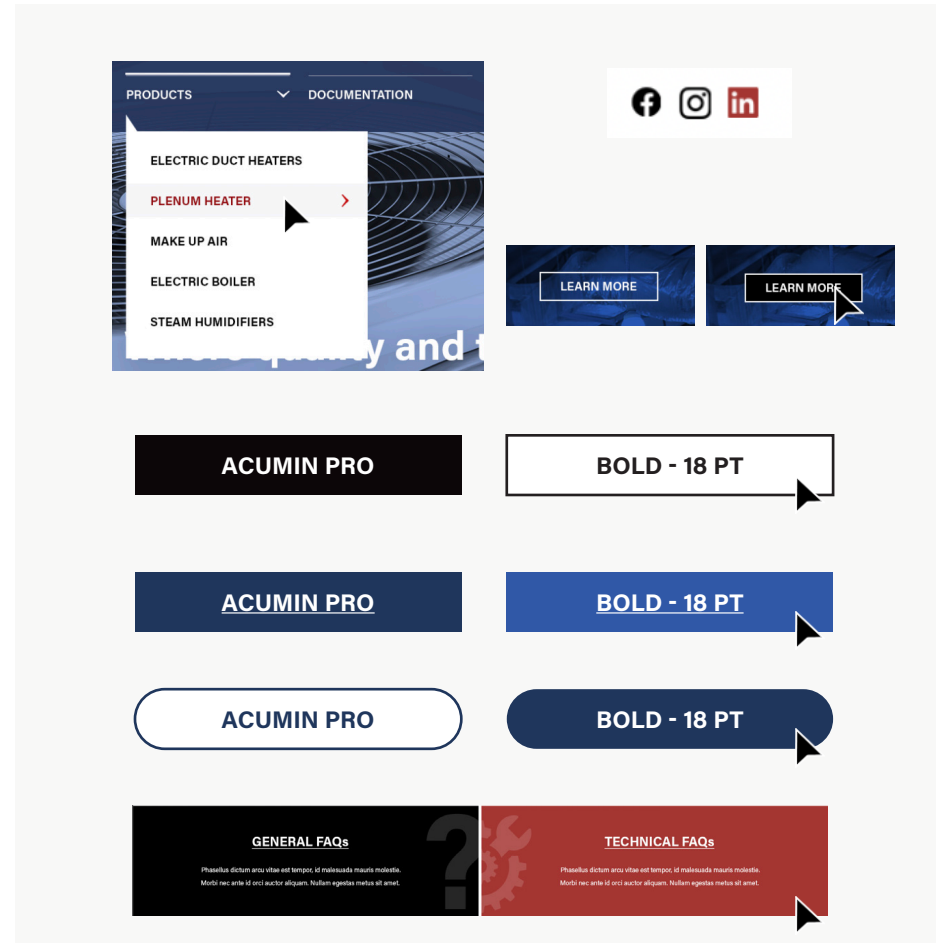 PRODUCTS
DOCUMENTATION
ELECTRIC DUCT HEATERS
PLENUM HEATER
MAKE UP AIR
ELECTRIC BOILER
STEAM HUMIDIFIERS
Where quality and t
in
LEARN MORE
LEARN MORE
ACUMIN PRO
BOLD - 18 PT
ACUMIN PRO
BOLD - 18 PT
ACUMIN PRO
BOLD - 18 PT
GENERAL FAQs
Phasellus dictum arcu vitae est tempor, id malesuada mauris molestie.
Morbi nec ante id orci auctor aliquam. Nullam egestas metus sit amet.
TECHNICAL FAQs
Phasellus dictum arcu vitae est tempor, id malesuada mauris molestie.
Morbi nec ante id orci auctor aliquam. Nullam egestas metus sit amet.